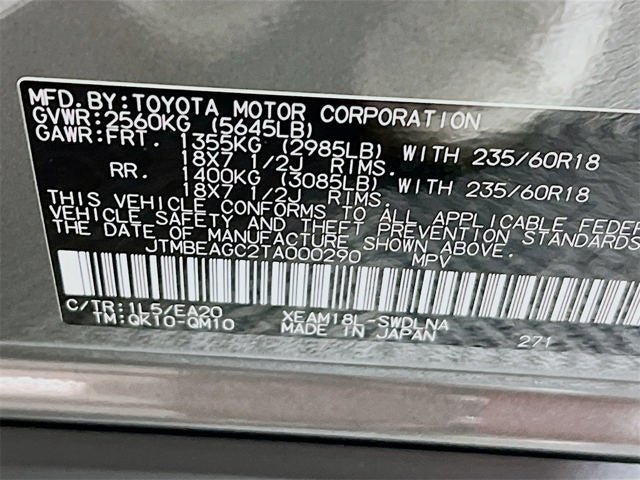 MFD.BY:TOYOTA MOTOR CORPORATION
GVWR:2560KG (5645LB)
GAWR:FRT. 1355KG (2985LB) WITH 235/60R18
18X7 1/2J RIMS.
RR. 1400KG (3085LB) WITH 235/60R18
18X7 1/2J RIMS.
THIS VEHICLE CONFORMS TO ALL APPLICABLE FEDER
VEHICLE SAFETY AND THEFT PREVENTION STANDARDS
THE DATE OF MANUFACTURE SHOWN
JTMBEAGC2TA000290 MPV
C/TR:1L5/EA20 XEAM18L-SWDLNA
TM:QK10-QM10 MADE IN JAPAN 271